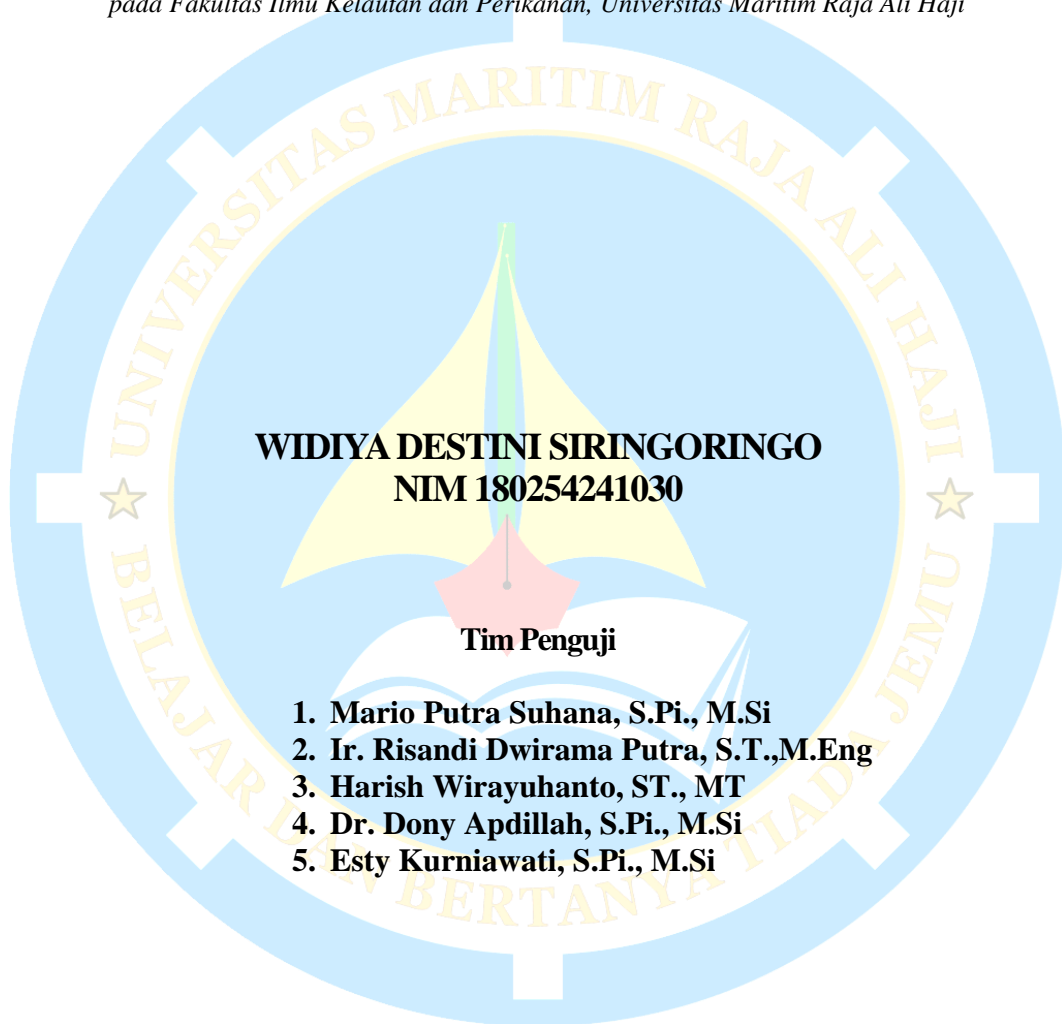 pada Fakultas Ilmu Kelautan dan Perikanan, Universitas Maritim Raja Ali Haji
UNIVERSITAS MARITIM RAJA ALI HAJI
WIDIYA DESTINI SIRINGORINGO
NIM 180254241030
Tim Penguji
1. Mario Putra Suhana, S.Pi., M.Si
2. Ir. Risandi Dwirama Putra, S.T.,M.Eng
3. Harish Wirayuhanto, ST., MT
4. Dr. Dony Apdillah, S.Pi., M.Si
5. Esty Kurniawati, S.Pi., M.Si
BELAJAR DAN BERTANYA TIADA JEMU